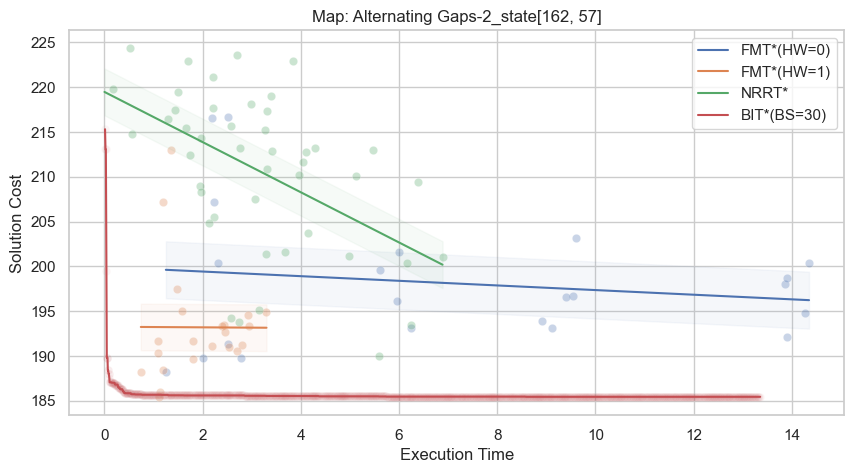 Map: Alternating Gaps-2_state[162, 57]
FMT*(HW=0)
FMT*(HW=1)
NRRT*
BIT*(BS=30)
Solution Cost
225
220
215
210
205
200
195
190
185
0 2 4 6 8 10 12 14
Execution Time